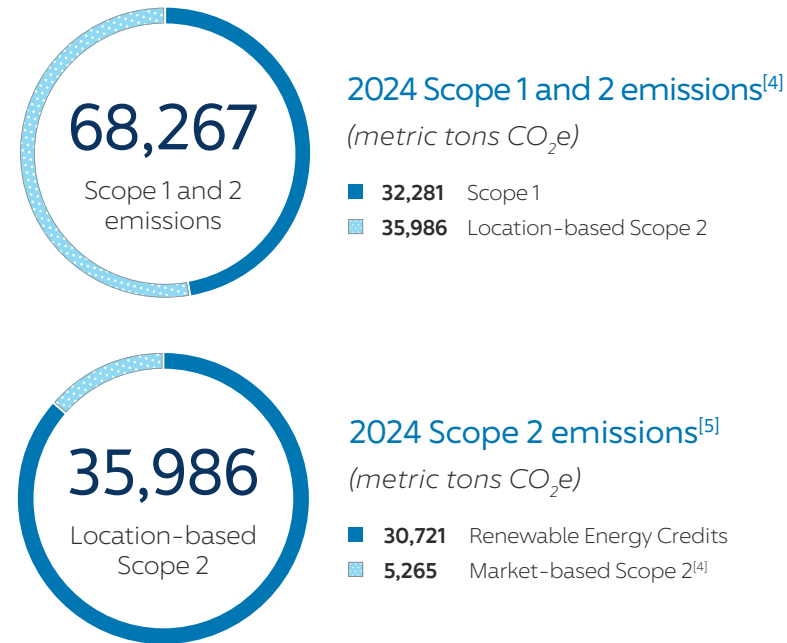 68,267
Scope 1 and 2
emissions
2024 Scope 1 and 2 emissions[4]
(metric tons CO2e)
32,281 Scope 1
35,986 Location-based Scope 2
35,986
Location-based
Scope 2
2024 Scope 2 emissions[5]
(metric tons CO2e)
30,721 Renewable Energy Credits
5,265 Market-based Scope 2[4]